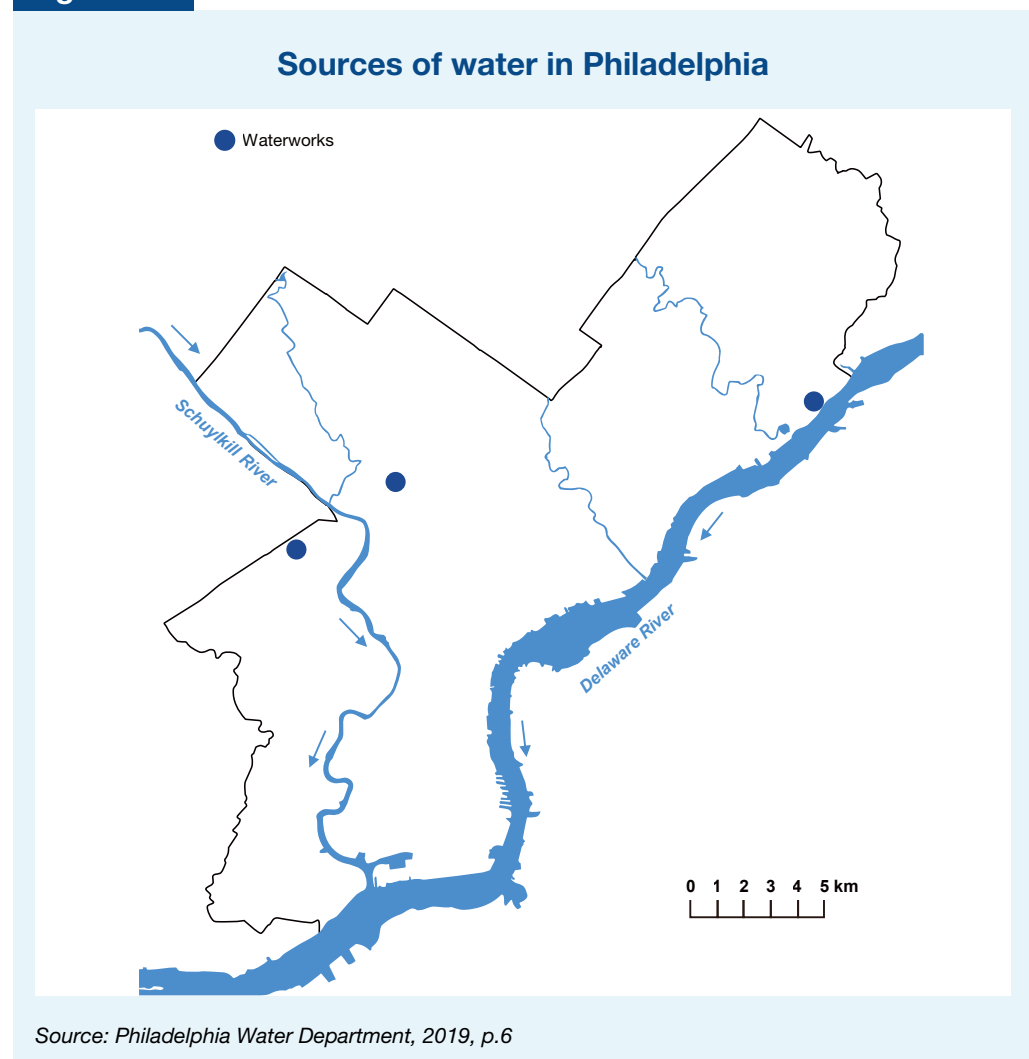 Sources of water in Philadelphia
Waterworks
Schuylkill River
Delaware River
0 1 2 3 4 5 km
Source: Philadelphia Water Department, 2019, p.6